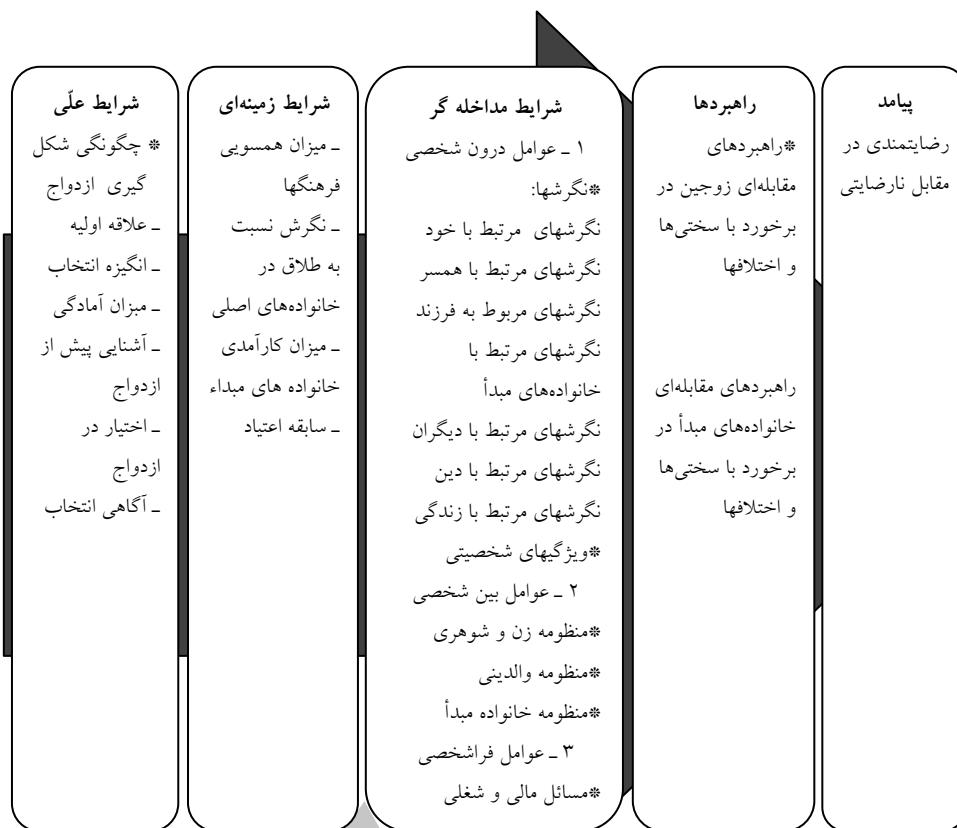 پیامد
رضایتمندی در
مقابل نارضایتی
راهبردها
*راهبردهای
مقابله‌ای زوجین در
برخورد با سختی‌ها
و اختلافها
راهبردهای مقابله‌ای
خانواده‌های مبدأ در
برخورد با سختی‌ها
و اختلافها
شرایط مداخله گر
۱ ـ عوامل درون شخصی
*نگرشها:
نگرشهای مرتبط با خود
نگرشهای مرتبط با همسر
نگرشهای مربوط به فرزند
نگرشهای مرتبط با
خانواده‌های مبدأ
نگرشهای مرتبط با دیگران
نگرشهای مرتبط با دین
نگرشهای مرتبط با زندگی
*ویژگیهای شخصیتی
۲ ـ عوامل بین شخصی
*منظومه زن و شوهری
*منظومه والدینی
*منظومه خانواده مبدأ
۳ ـ عوامل فراشخصی
*مسائل مالی و شغلی
شرایط زمینه‌ای
ـ میزان همسویی
فرهنگها
ـ نگرش نسبت
به طلاق در
خانواده‌های اصلی
ـ میزان کارآمدی
خانواده های مبداء
ـ سابقه اعتیاد
شرایط علّی
* چگونگی شکل
گیری ازدواج
ـ علاقه اولیه
ـ انگیزه انتخاب
ـ مبزان آمادگی
ـ آشنایی پیش از
ازدواج
ـ اختیار در
ازدواج
ـ آگاهی انتخاب